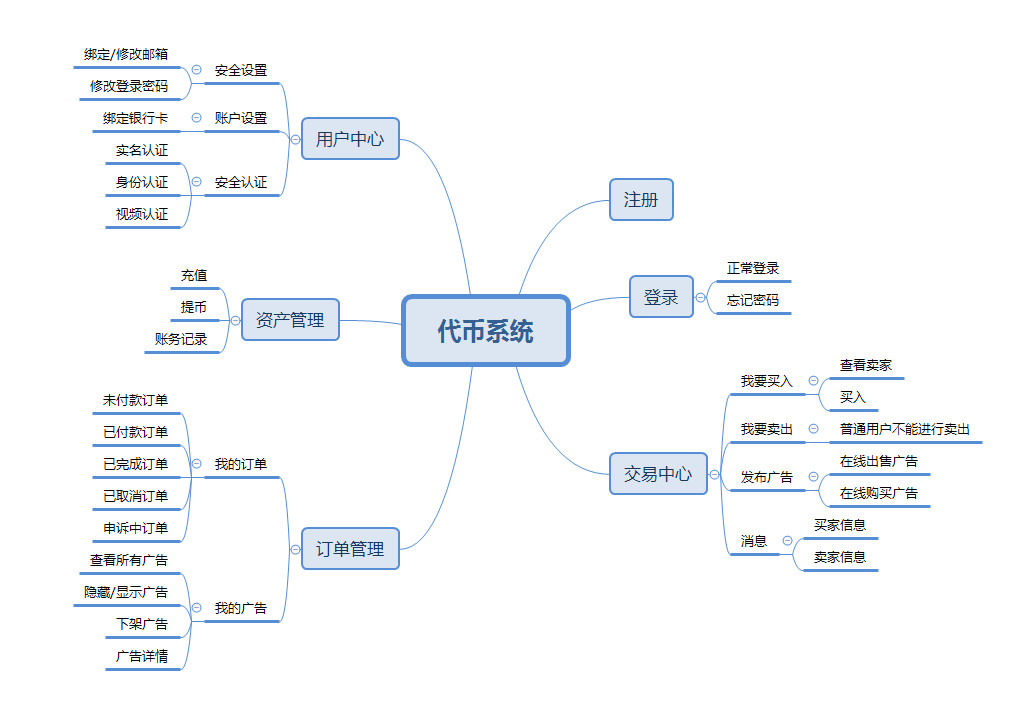 代币系统
用户中心
安全设置
绑定/修改邮箱
修改登录密码
账户设置
绑定银行卡
安全认证
实名认证
身份认证
视频认证
资产管理
充值
提币
账务记录
订单管理
我的订单
未付款订单
已付款订单
已完成订单
已取消订单
申诉中订单
我的广告
查看所有广告
隐藏/显示广告
下架广告
广告详情
注册
登录
正常登录
忘记密码
交易中心
我要买入
查看卖家
买入
我要卖出
普通用户不能进行卖出
发布广告
在线出售广告
在线购买广告
消息
买家信息
卖家信息